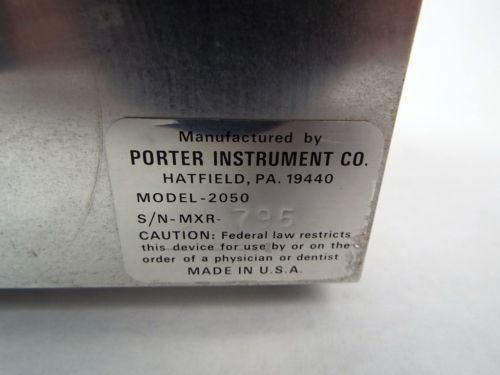 Manufactured by
PORTER INSTRUMENT CO.
HATFIELD, PA. 19440
MODEL-2050
S/N-MXR-795
CAUTION: Federal law restricts
this device for use by or on the
order of a physician or dentist
MADE IN U.S.A.